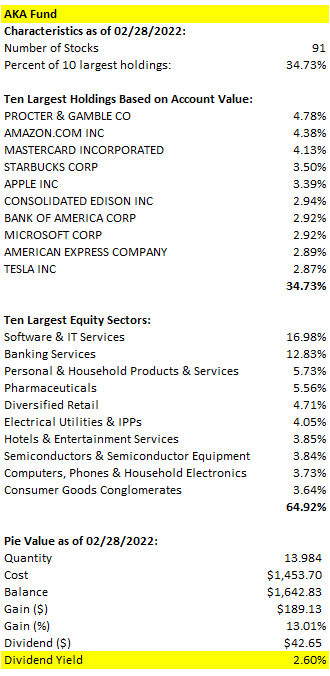 AKA Fund
Characteristics as of 02/28/2022:
Number of Stocks 91
Percent of 10 largest holdings: 34.73%
Ten Largest Holdings Based on Account Value:
PROCTER & GAMBLE CO 4.78%
AMAZON.COM INC 4.38%
MASTERCARD INCORPORATED 4.13%
STARBUCKS CORP 3.50%
APPLE INC 3.39%
CONSOLIDATED EDISON INC 2.94%
BANK OF AMERICA CORP 2.92%
MICROSOFT CORP 2.92%
AMERICAN EXPRESS COMPANY 2.89%
TESLA INC 2.87%
34.73%
Ten Largest Equity Sectors:
Software & IT Services 16.98%
Banking Services 12.83%
Personal & Household Products & Services 5.73%
Pharmaceuticals 5.56%
Diversified Retail 4.71%
Electrical Utilities & IPPs 4.05%
Hotels & Entertainment Services 3.85%
Semiconductors & Semiconductor Equipment 3.84%
Computers, Phones & Household Electronics 3.73%
Consumer Goods Conglomerates 3.64%
64.92%
Pie Value as of 02/28/2022:
Quantity 13.984
Cost $1,453.70
Balance $1,642.83
Gain ($) $189.13
Gain (%) 13.01%
Dividend ($) $42.65
Dividend Yield 2.60%